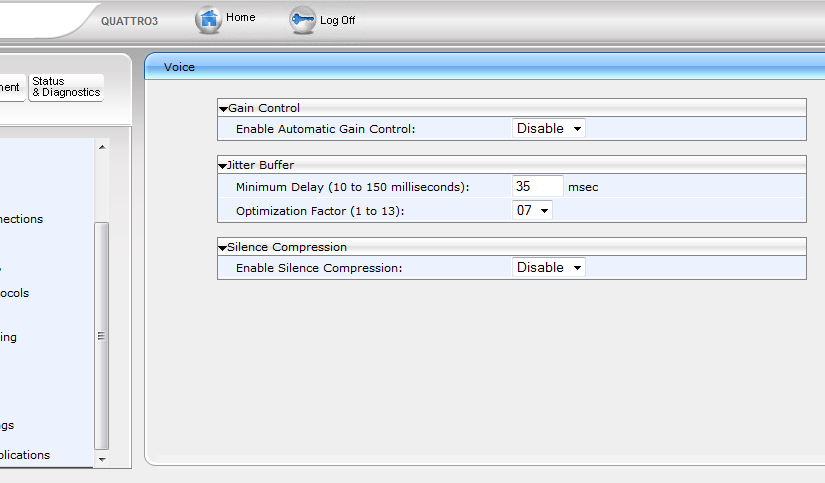 QUATTRO3
Home
Log Off
Status
& Diagnostics
Voice
Gain Control
Enable Automatic Gain Control: Disable
Jitter Buffer
Minimum Delay (10 to 150 milliseconds): 35 msec
Optimization Factor (1 to 13): 07
Silence Compression
Enable Silence Compression: Disable
nent
nections
ocols
ing
gs
plications